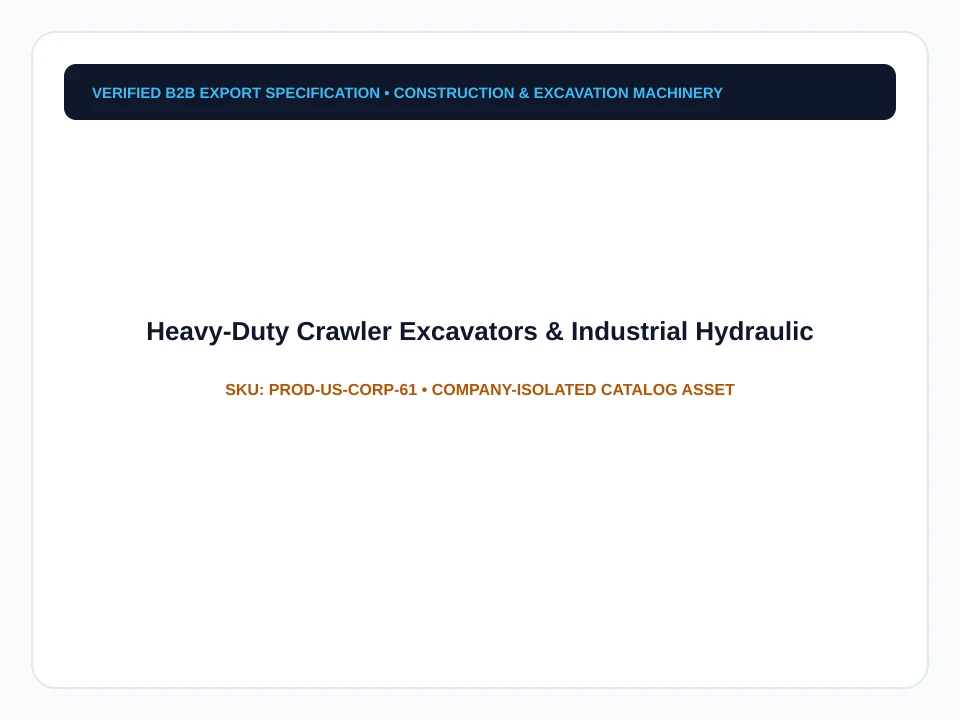 VERIFIED B2B EXPORT SPECIFICATION • CONSTRUCTION & EXCAVATION MACHINERY
Heavy-Duty Crawler Excavators & Industrial Hydraulic
SKU: PROD-US-CORP-61 • COMPANY-ISOLATED CATALOG ASSET